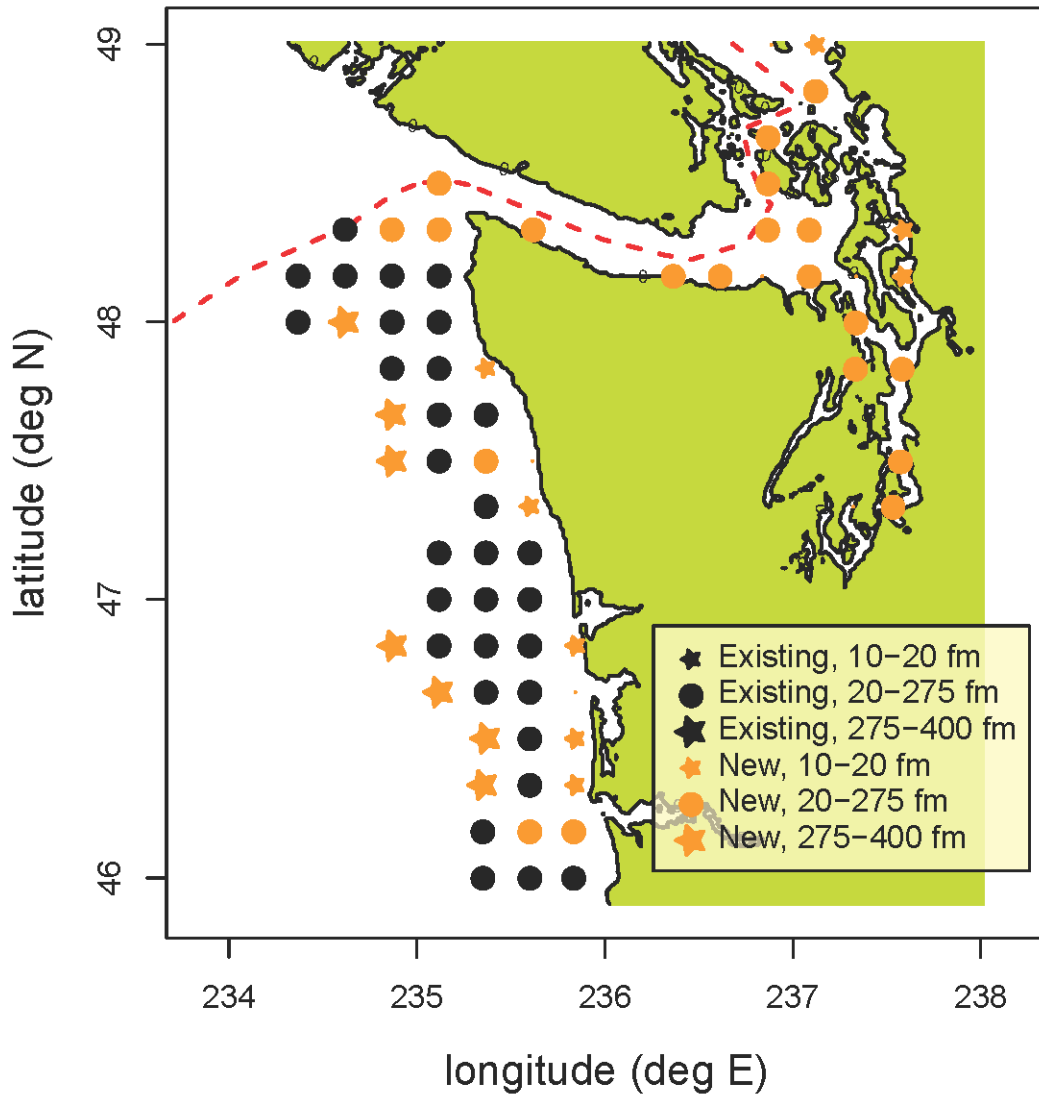 49
48
47
46
latitude (deg N)
Existing, 10−20 fm
Existing, 20−275 fm
Existing, 275−400 fm
New, 10−20 fm
New, 20−275 fm
New, 275−400 fm
234
235
236
237
238
longitude (deg E)